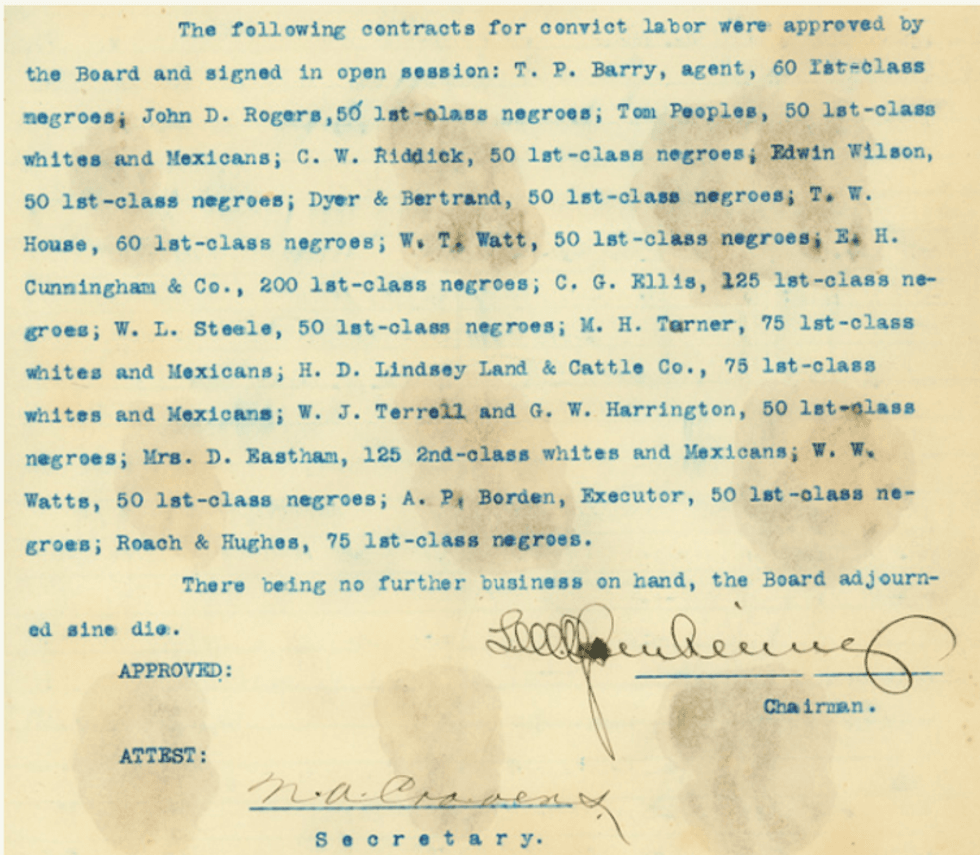 The following contracts for convict labor were approved by
the Board and signed in open session: T. P. Barry, agent, 60 1st-class
negroes; John D. Rogers,50 1st-class negroes; Tom Peoples, 50 1st-class
whites and Mexicans; C. W. Riddick, 50 1st-class negroes; Edwin Wilson,
50 1st-class negroes; Dyer & Bertrand, 50 1st-class negroes; T. W.
House, 60 1st-class negroes; W. T. Watt, 50 1st-class negroes; E. H.
Cunningham & Co., 200 1st-class negroes; C. G. Ellis, 125 1st-class ne-
groes; W. L. Steele, 50 1st-class negroes; M. H. Turner, 75 1st-class
whites and Mexicans; H. D. Lindsey Land & Cattle Co., 75 1st-class
whites and Mexicans; W. J. Terrell and G. W. Harrington, 50 1st-class
negroes; Mrs. D. Eastham, 125 2nd-class whites and Mexicans; W. W.
Watts, 50 1st-class negroes; A. P. Borden, Executor, 50 1st-class ne-
groes; Roach & Hughes, 75 1st-class negroes.
There being no further business on hand, the Board adjourn-
ed sine die.
APPROVED:
Chairman.
ATTEST:
Secretary.